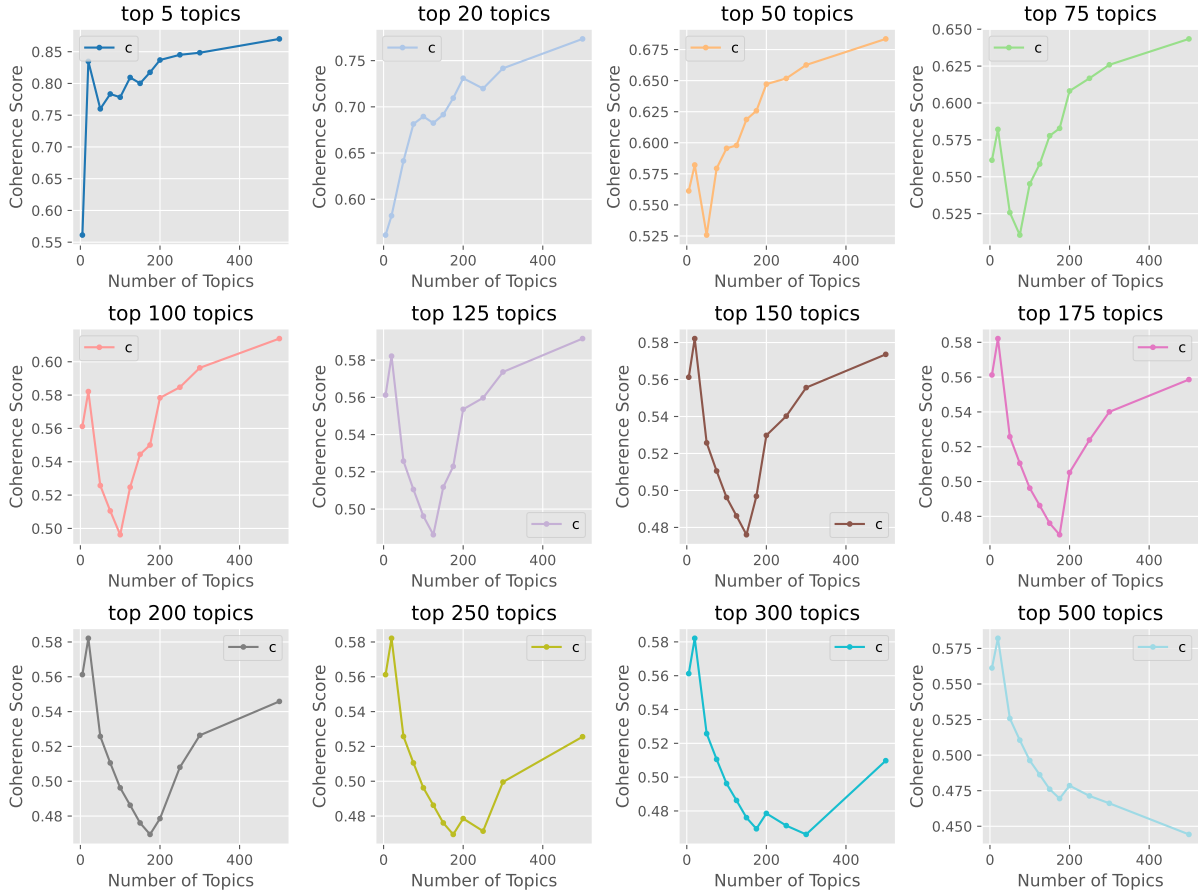 top 5 topics
c
Coherence Score
0.85
0.80
0.75
0.70
0.65
0.60
0.55
0
200
400
Number of Topics
top 20 topics
c
Coherence Score
0.75
0.70
0.65
0.60
0
200
400
Number of Topics
top 50 topics
c
Coherence Score
0.675
0.650
0.625
0.600
0.575
0.550
0.525
0
200
400
Number of Topics
top 75 topics
c
Coherence Score
0.650
0.625
0.600
0.575
0.550
0.525
0
200
400
Number of Topics
top 100 topics
c
Coherence Score
0.60
0.58
0.56
0.54
0.52
0.50
0
200
400
Number of Topics
top 125 topics
c
Coherence Score
0.58
0.56
0.54
0.52
0.50
0
200
400
Number of Topics
top 150 topics
c
Coherence Score
0.58
0.56
0.54
0.52
0.50
0.48
0
200
400
Number of Topics
top 175 topics
c
Coherence Score
0.58
0.56
0.54
0.52
0.50
0.48
0
200
400
Number of Topics
top 200 topics
c
Coherence Score
0.58
0.56
0.54
0.52
0.50
0.48
0
200
400
Number of Topics
top 250 topics
c
Coherence Score
0.58
0.56
0.54
0.52
0.50
0.48
0
200
400
Number of Topics
top 300 topics
c
Coherence Score
0.58
0.56
0.54
0.52
0.50
0.48
0
200
400
Number of Topics
top 500 topics
c
Coherence Score
0.575
0.550
0.525
0.500
0.475
0.450
0
200
400
Number of Topics